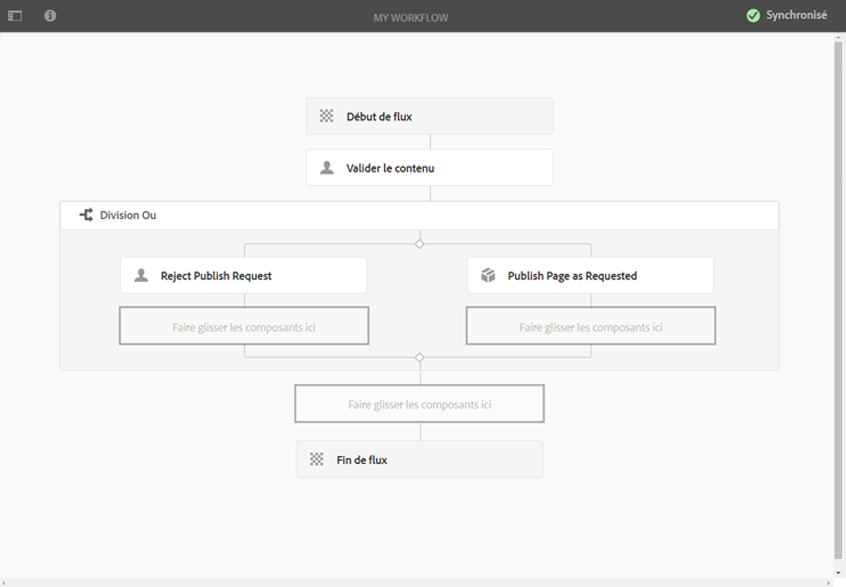 MY WORKFLOW
Synchronisé
Début de flux
Valider le contenu
Division Ou
Reject Publish Request
Publish Page as Requested
Faire glisser les composants ici
Faire glisser les composants ici
Faire glisser les composants ici
Fin de flux